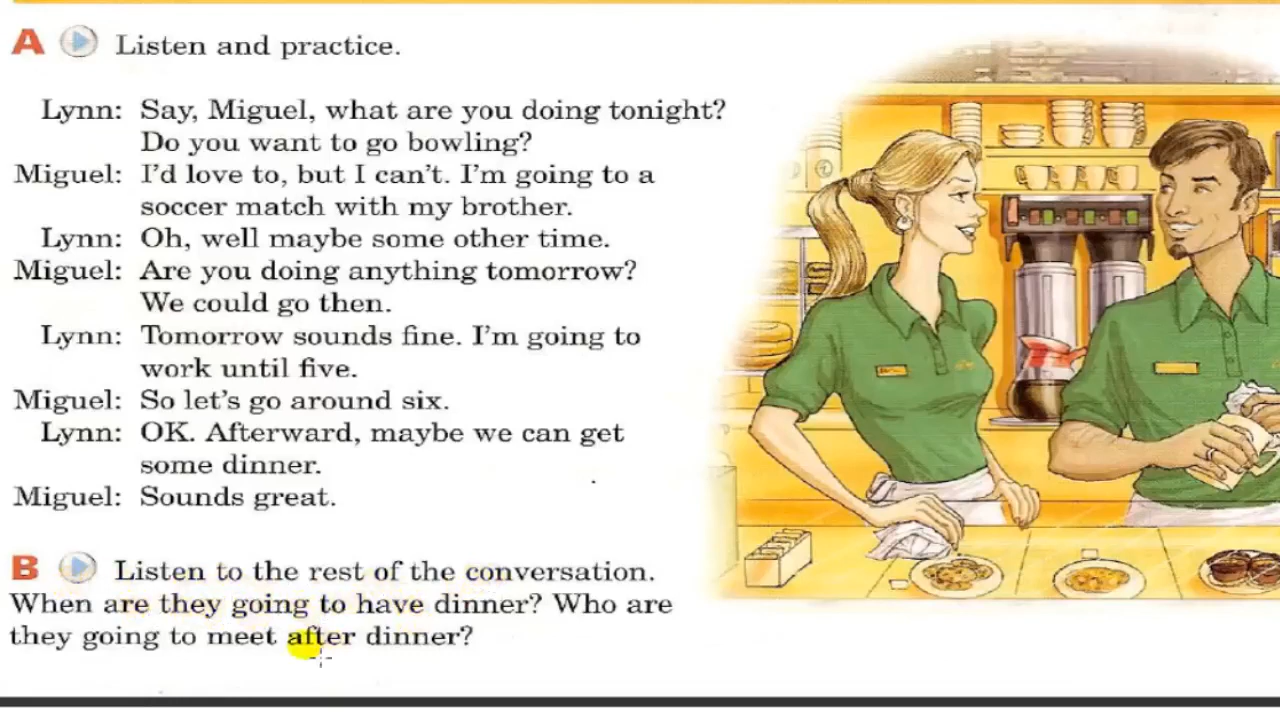 A Listen and practice.
Lynn: Say, Miguel, what are you doing tonight?
Do you want to go bowling?
Miguel: I'd love to, but I can't. I'm going to a
soccer match with my brother.
Lynn: Oh, well maybe some other time.
Miguel: Are you doing anything tomorrow?
We could go then.
Lynn: Tomorrow sounds fine. I'm going to
work until five.
Miguel: So let's go around six.
Lynn: OK. Afterward, maybe we can get
some dinner.
Miguel: Sounds great.
B Listen to the rest of the conversation.
When are they going to have dinner? Who are
they going to meet after dinner?